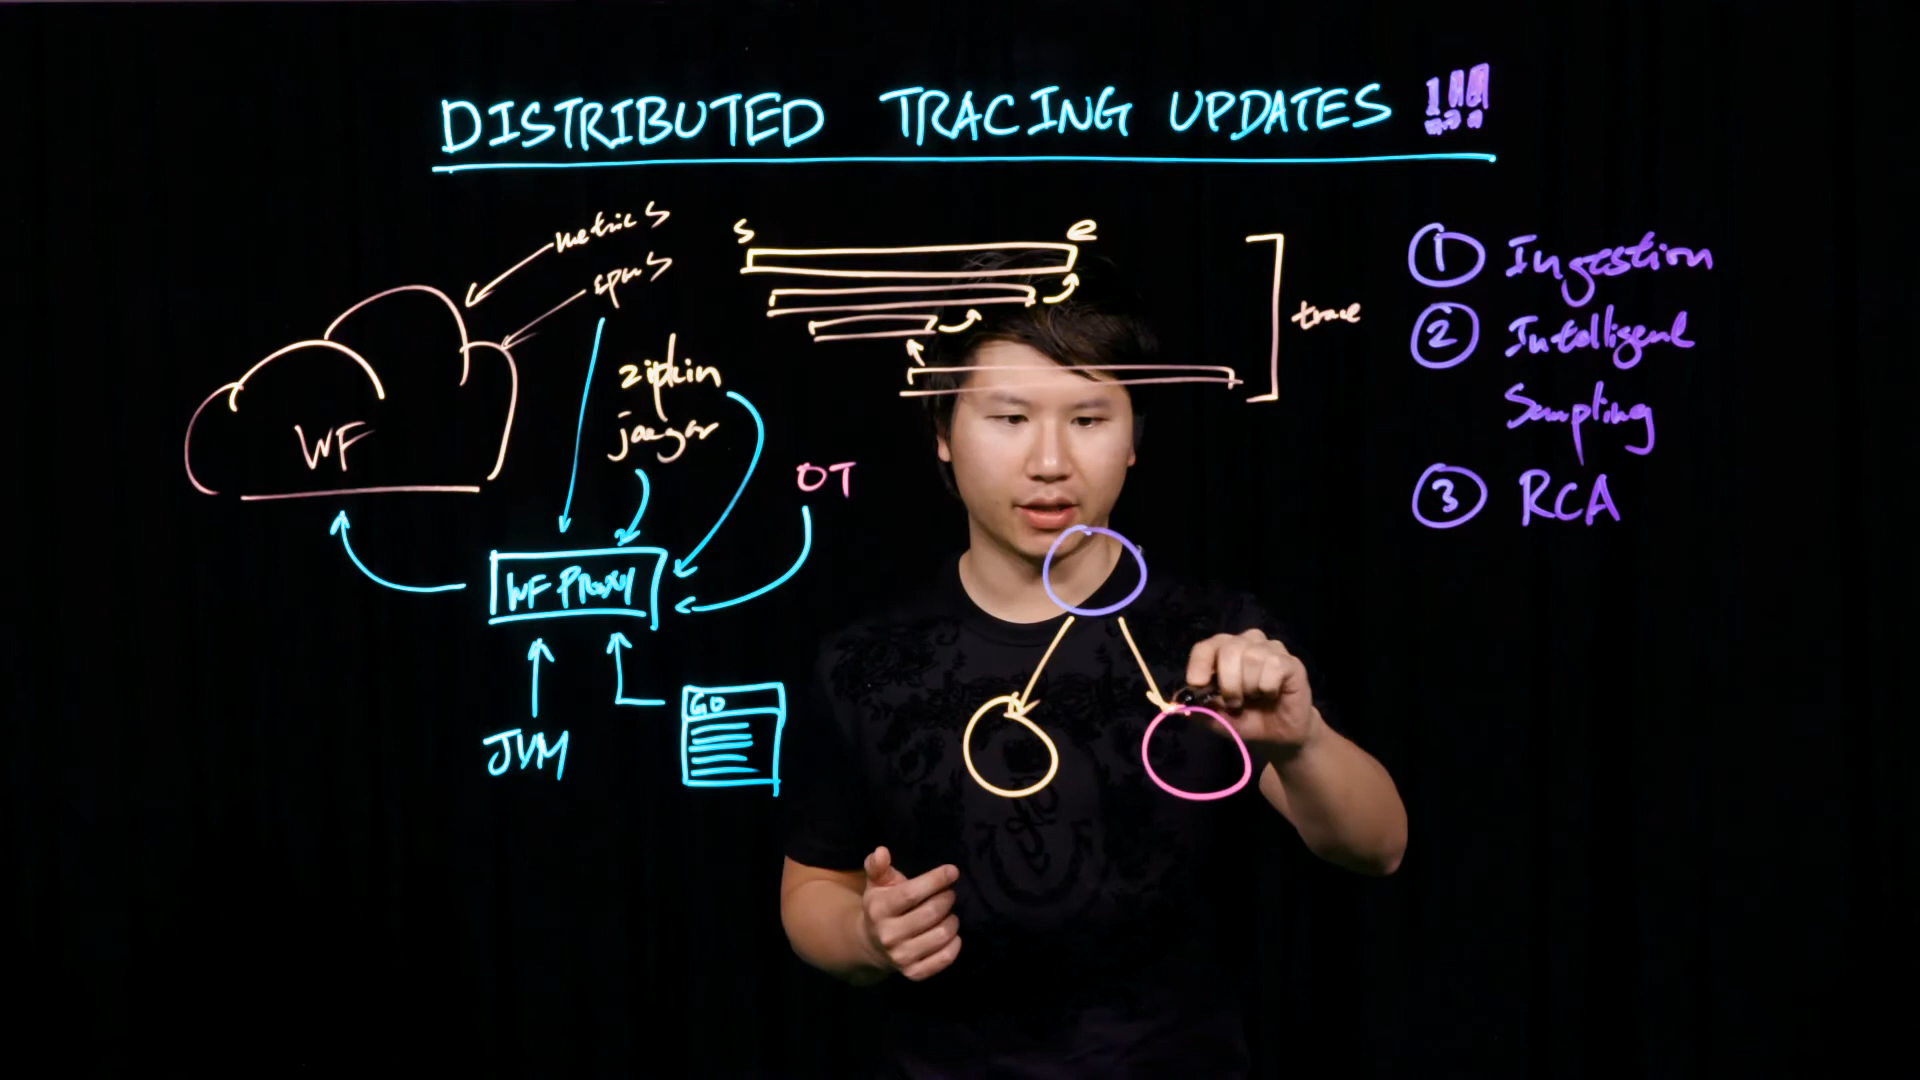 DISTRIBUTED TRACING UPDATES !!!
metrics
spans
s e
zipkin
jaeger
trace
WF
OT
WF Proxy
JVM
GO
1 Ingestion
2 Intelligent
Sampling
3 RCA